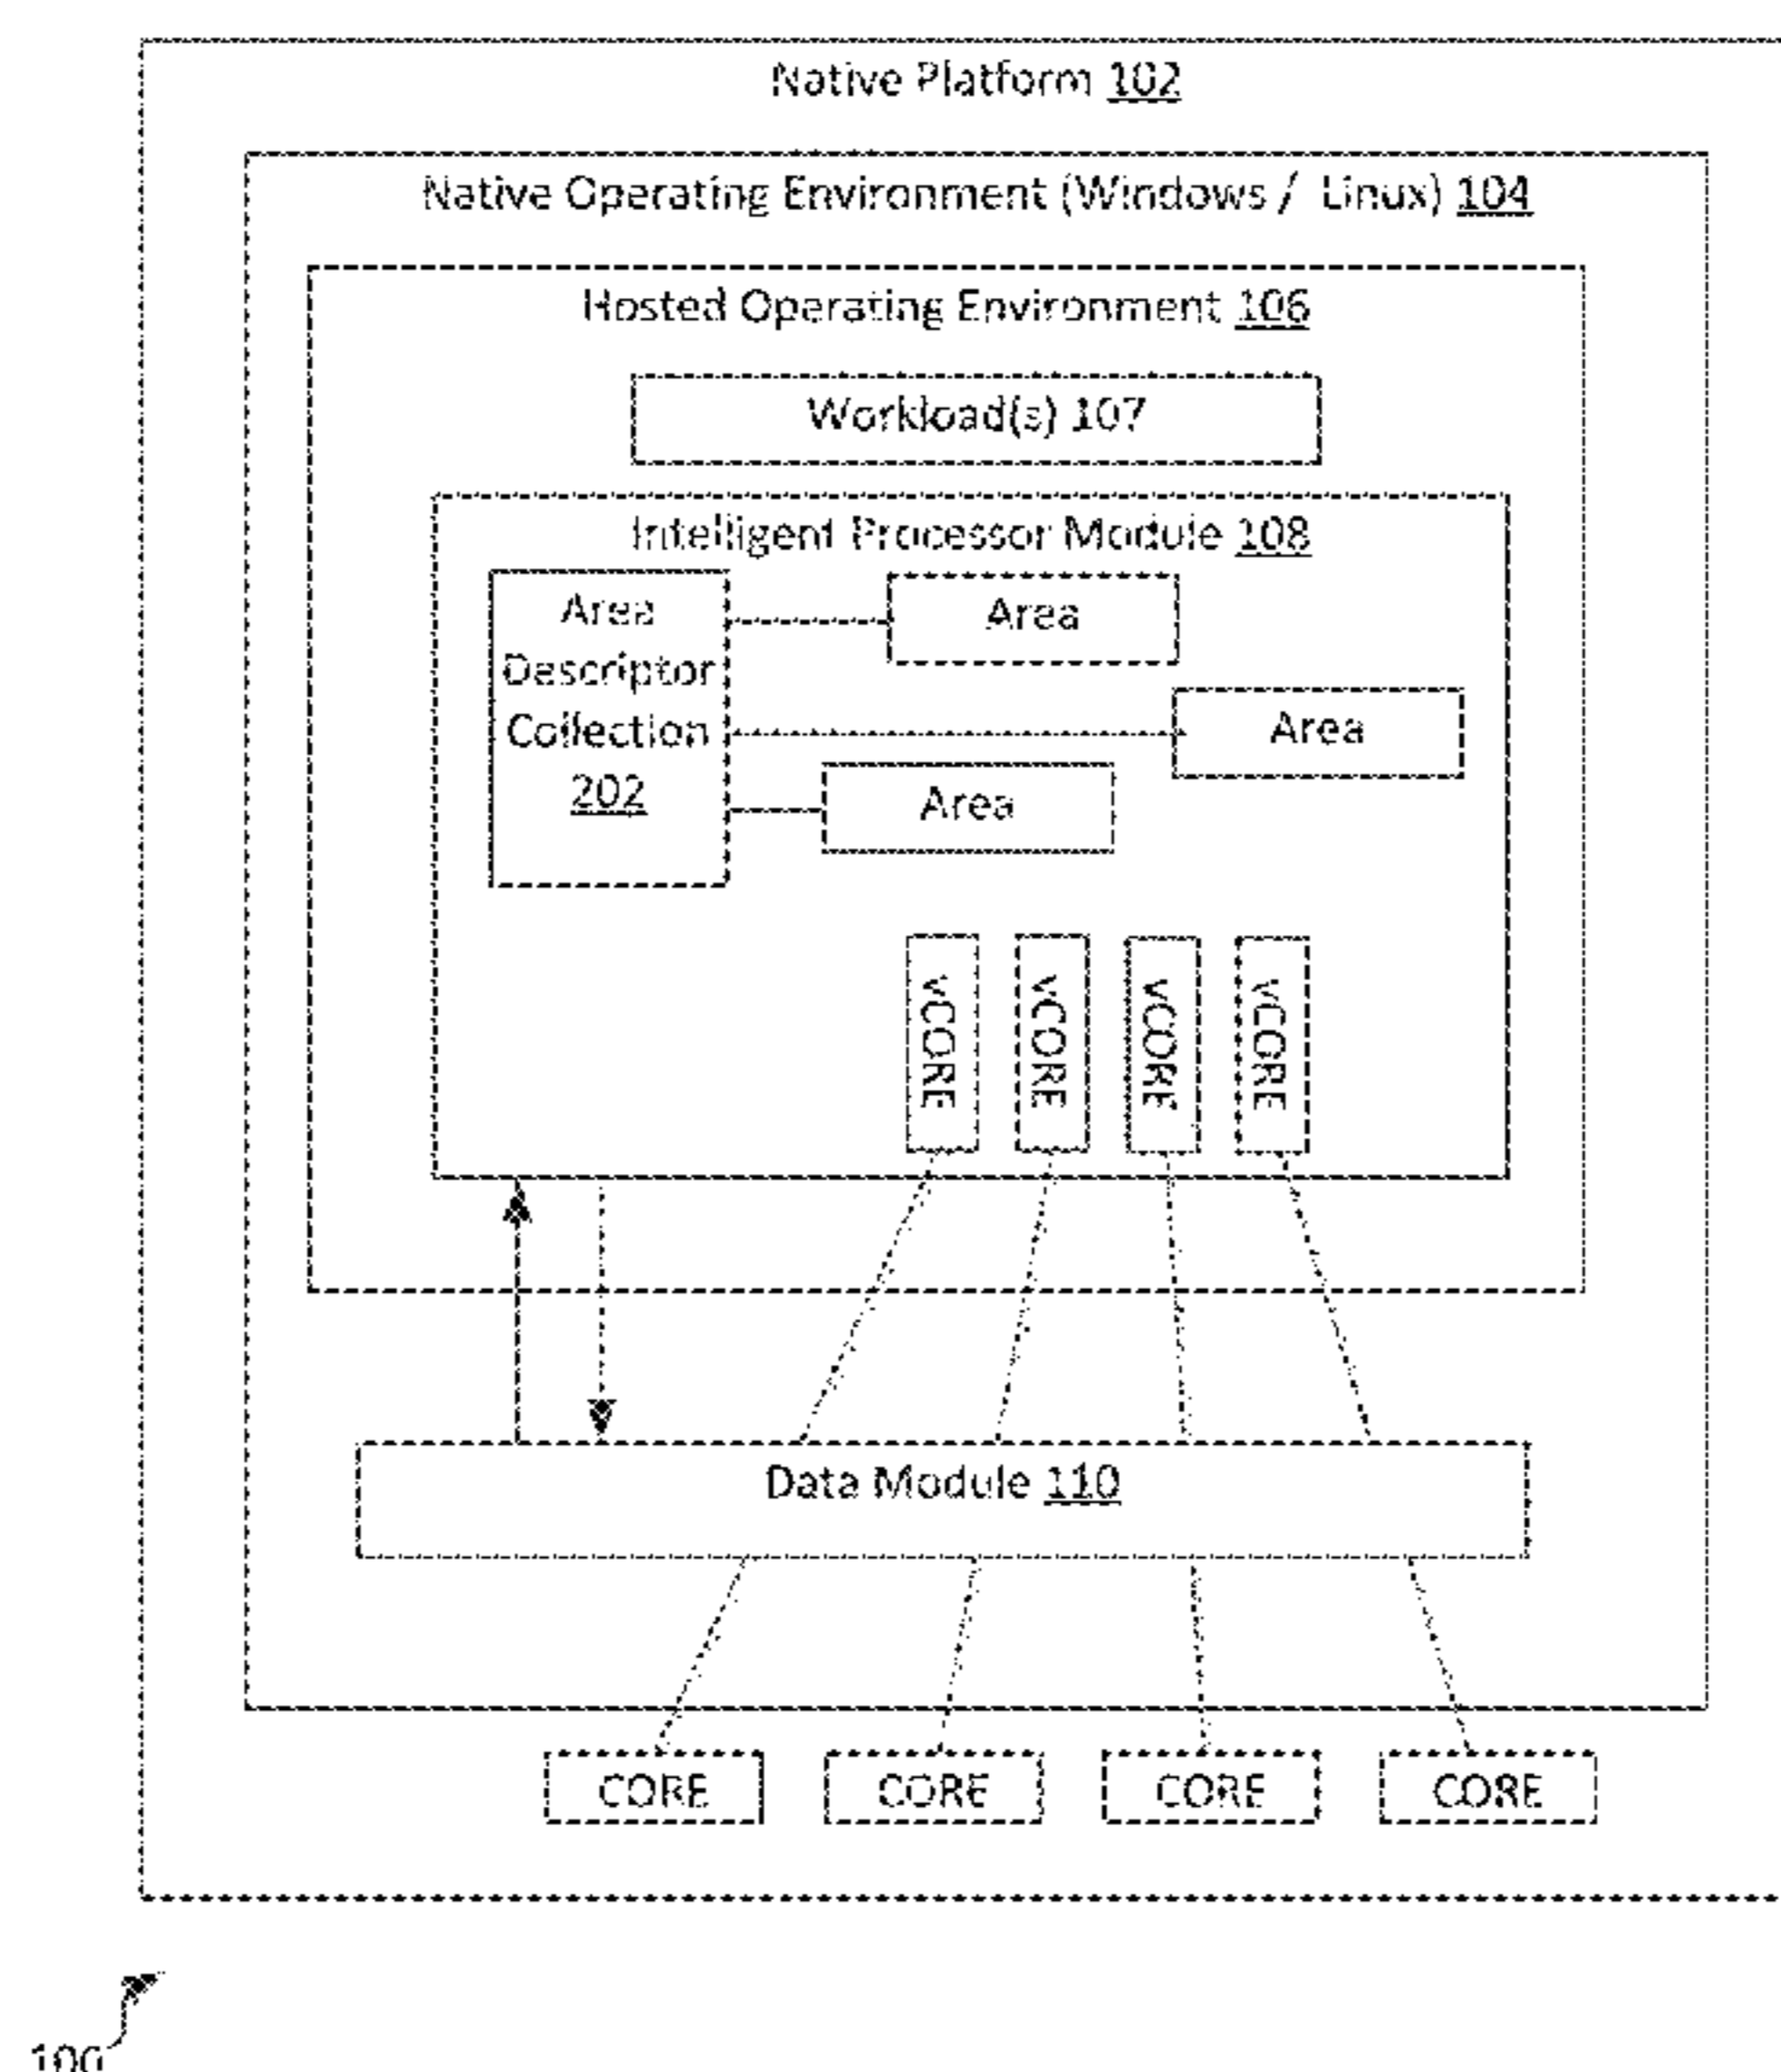 Native Platform 102
Native Operating Environment (Windows / Linux) 104
Hosted Operating Environment 106
Workload(s) 107
Intelligent Processor Module 108
Area
Descriptor
Collection
202
Area
Area
Area
vCORE
vCORE
vCORE
vCORE
Data Module 110
CORE
CORE
CORE
CORE
100